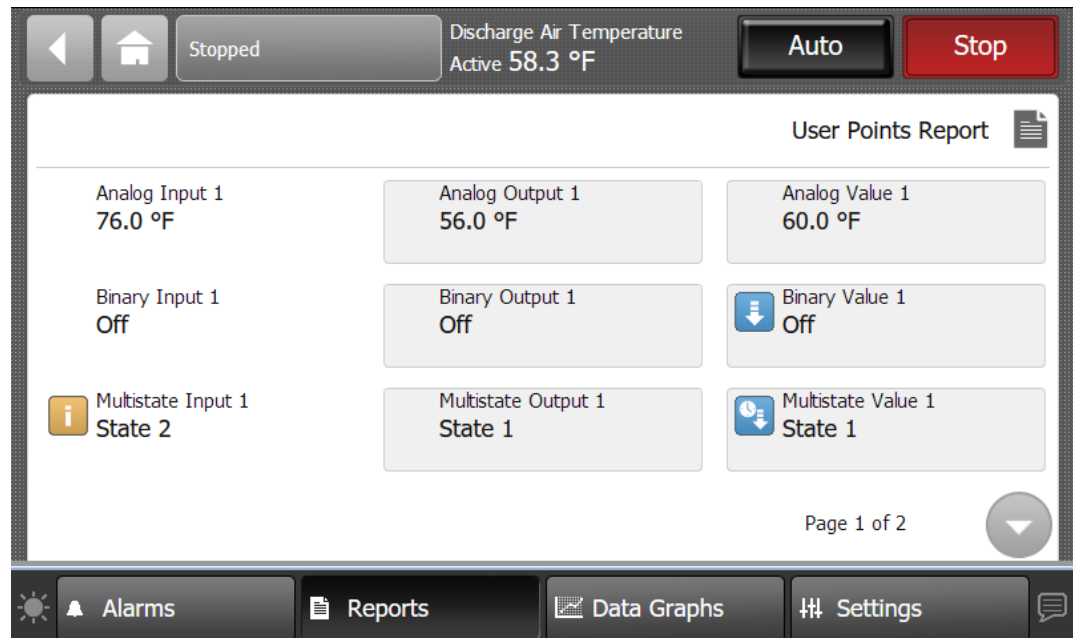 Stopped
Discharge Air Temperature
Active 58.3 °F
Auto
Stop
User Points Report
Analog Input 1
76.0 °F
Analog Output 1
56.0 °F
Analog Value 1
60.0 °F
Binary Input 1
Off
Binary Output 1
Off
Binary Value 1
Off
i
Multistate Input 1
State 2
Multistate Output 1
State 1
Multistate Value 1
State 1
Page 1 of 2
Alarms
Reports
Data Graphs
Settings